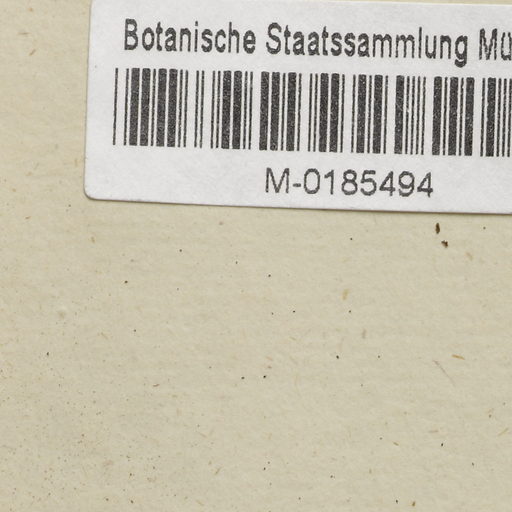 Botanische Staatssammlung Mü
M-0185494